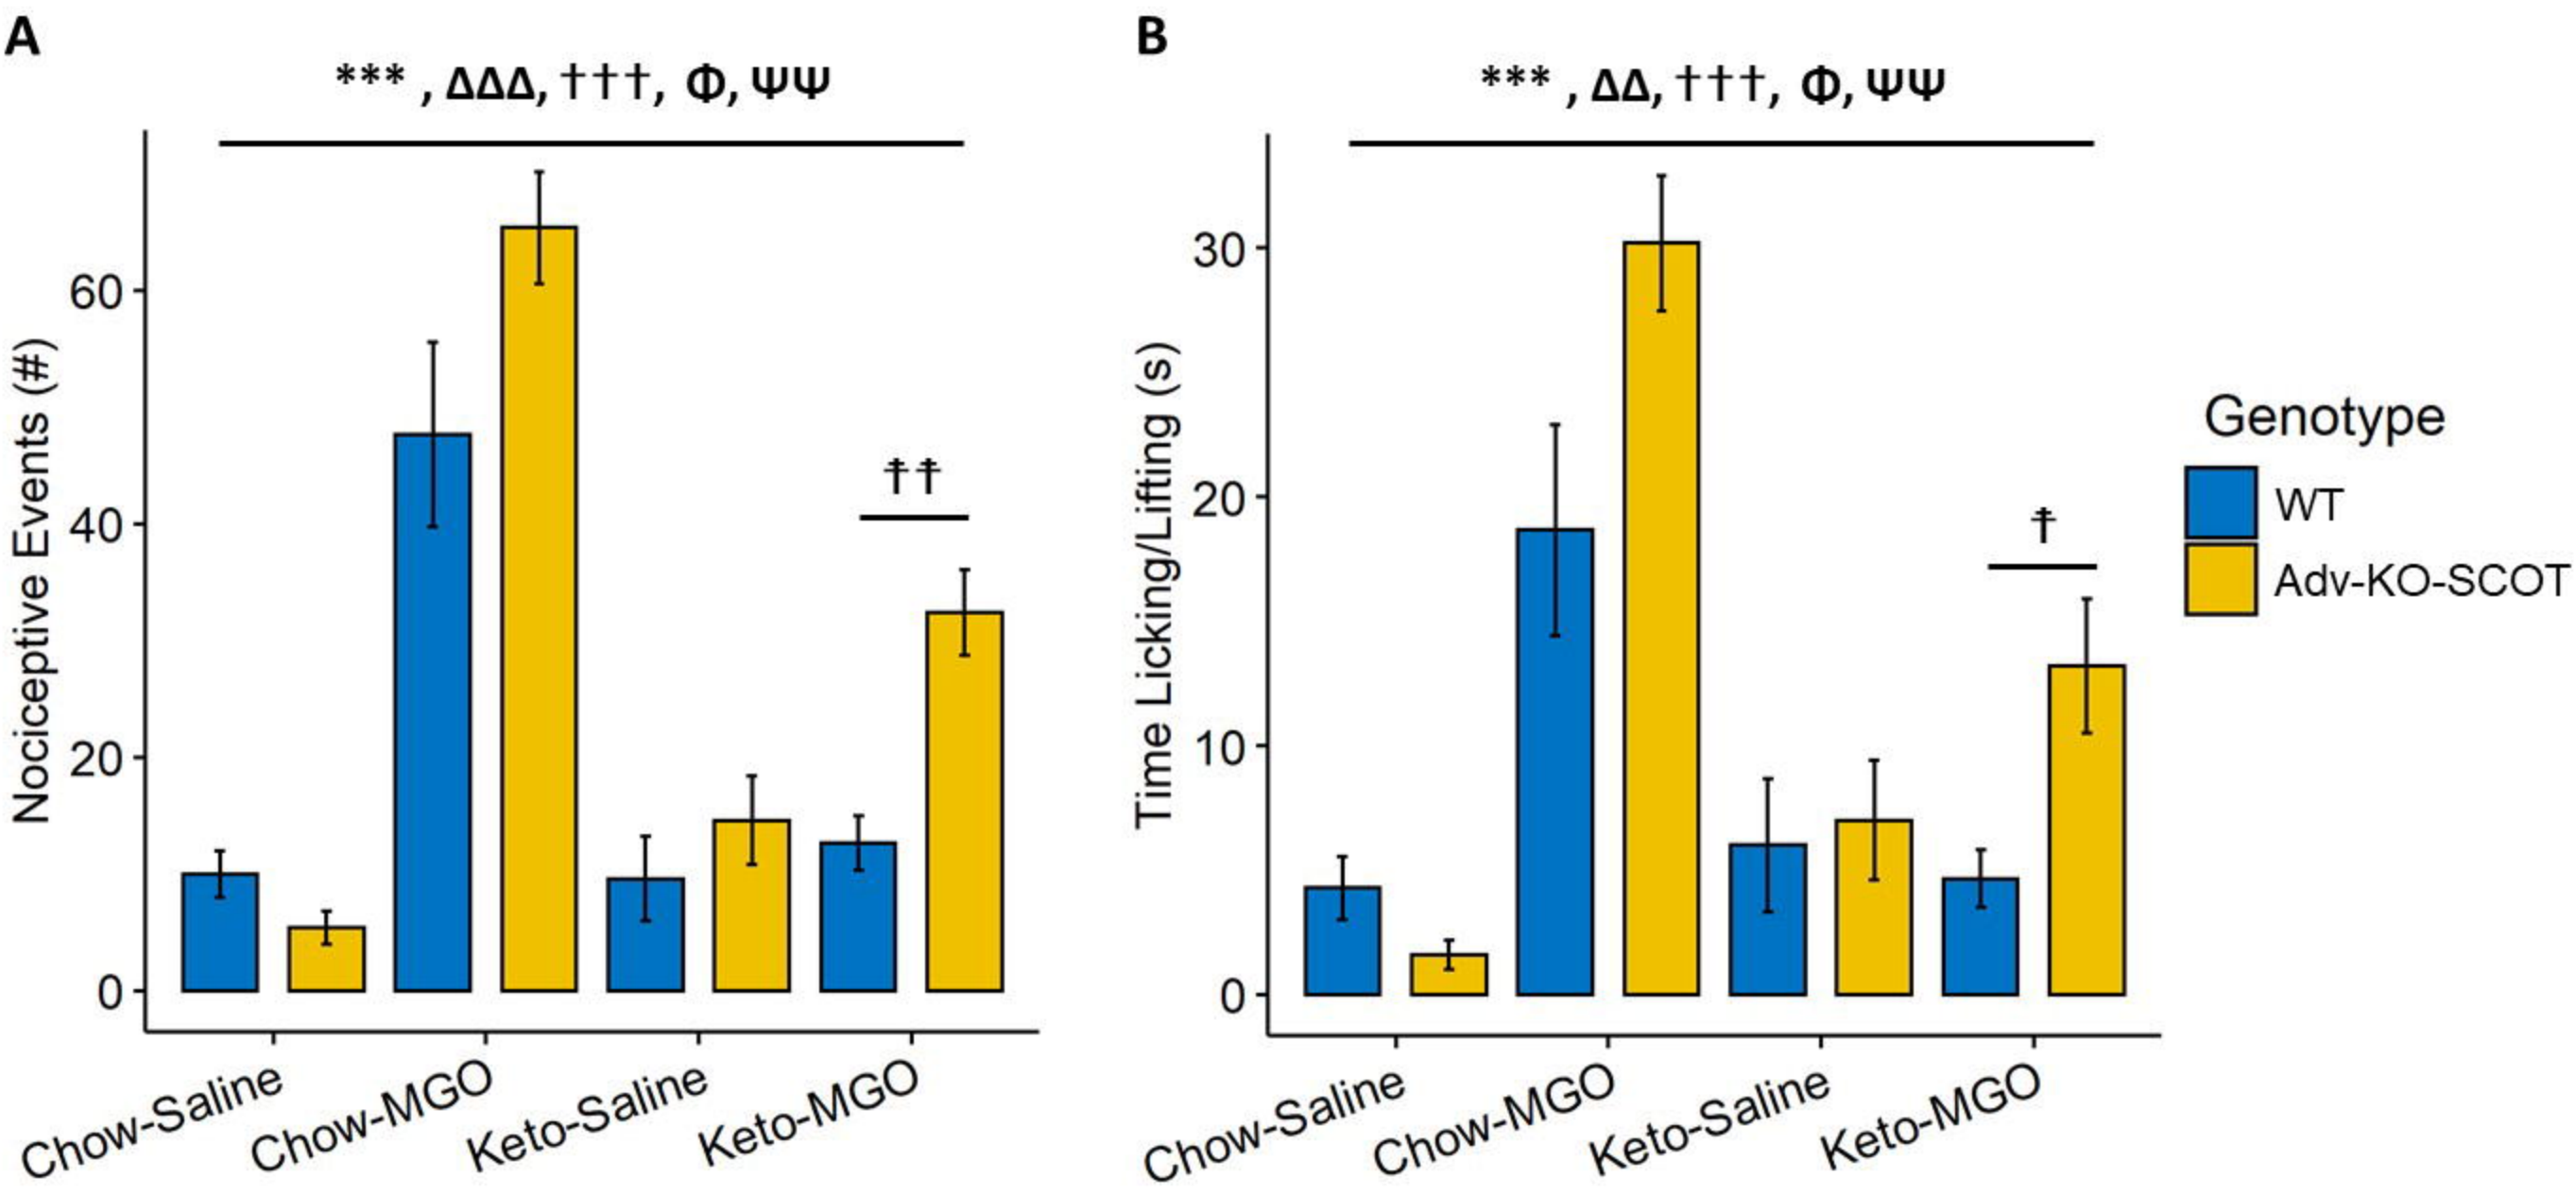 A
*** , ΔΔΔ, †††, Φ, ΨΨ
Nociceptive Events (#)
60
40
20
0
‡‡
Chow-Saline
Chow-MGO
Keto-Saline
Keto-MGO
B
*** , ΔΔ, †††, Φ, ΨΨ
Time Licking/Lifting (s)
30
20
10
0
‡
Chow-Saline
Chow-MGO
Keto-Saline
Keto-MGO
Genotype
WT
Adv-KO-SCOT